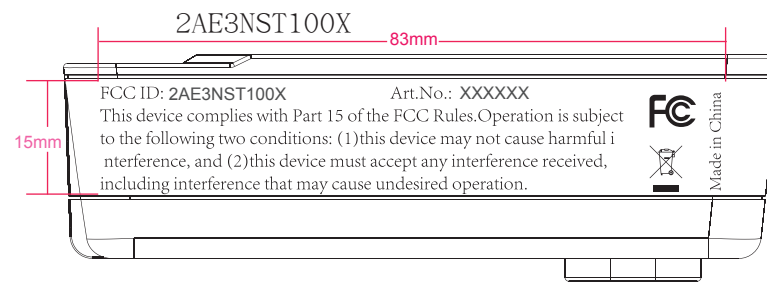 2AE3NST100X
83mm
15mm
FCC ID: 2AE3NST100X Art.No.: XXXXXX
This device complies with Part 15 of the FCC Rules.Operation is subject
to the following two conditions: (1)this device may not cause harmful i
nterference, and (2)this device must accept any interference received,
including interference that may cause undesired operation.
FC
Made in China